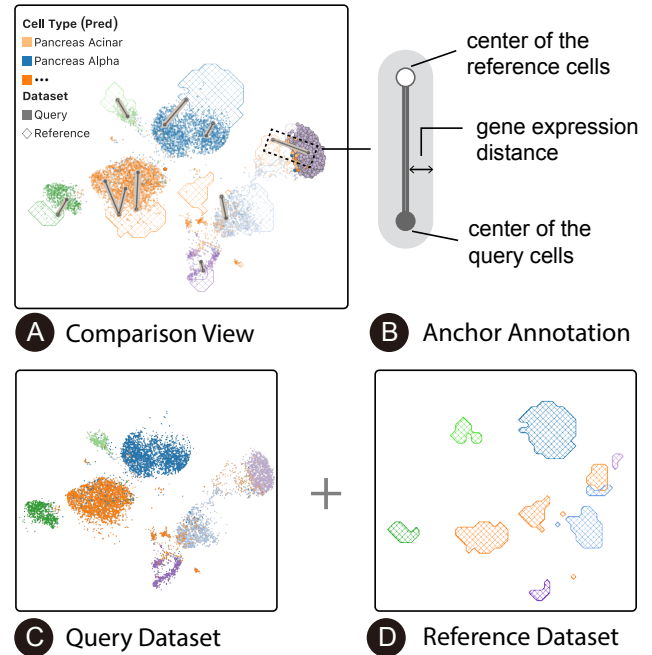 Cell Type (Pred)
Pancreas Acinar
Pancreas Alpha
•••
Dataset
Query
Reference
center of the
reference cells
gene expression
distance
center of the
query cells
A Comparison View
B Anchor Annotation
C Query Dataset
D Reference Dataset